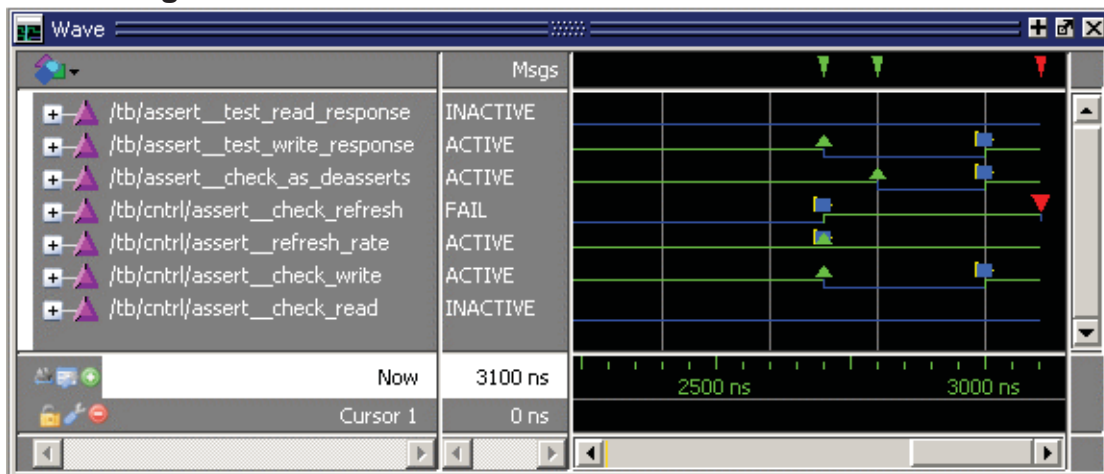 Wave
Msgs
/tb/assert__test_read_response INACTIVE
/tb/assert__test_write_response ACTIVE
/tb/assert__check_as_deasserts ACTIVE
/tb/cntrl/assert__check_refresh FAIL
/tb/cntrl/assert__refresh_rate ACTIVE
/tb/cntrl/assert__check_write ACTIVE
/tb/cntrl/assert__check_read INACTIVE
Now 3100 ns 2500 ns 3000 ns
Cursor 1 0 ns